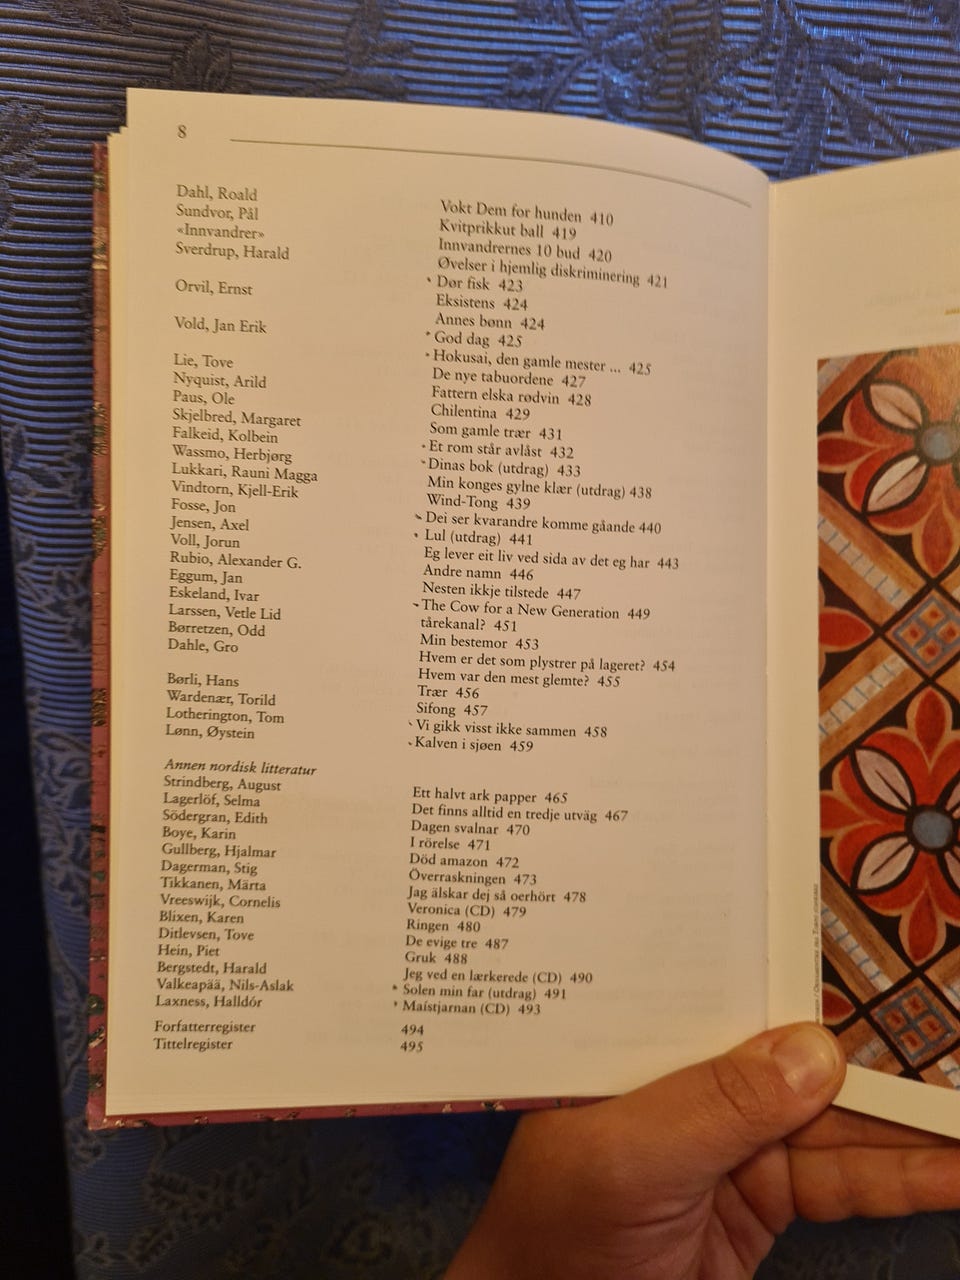 8
Dahl, Roald Vokt Dem for hunden 410
Sundvor, Pål Kvitprikkut ball 419
«Innvandrer» Innvandrernes 10 bud 420
Sverdrup, Harald Øvelser i hjemlig diskriminering 421
Dør fisk 423
Orvil, Ernst Eksistens 424
Annes bønn 424
Vold, Jan Erik God dag 425
Hokusai, den gamle mester ... 425
Lie, Tove De nye tabuordene 427
Nyquist, Arild Fattern elska rødvin 428
Paus, Ole Chilentina 429
Skjelbred, Margaret Som gamle trær 431
Falkeid, Kolbein Et rom står avlåst 432
Wassmo, Herbjørg Dinas bok (utdrag) 433
Lukkari, Rauni Magga Min konges gylne klær (utdrag) 438
Vindtorn, Kjell-Erik Wind-Tong 439
Fosse, Jon Dei ser kvarandre komme gåande 440
Jensen, Axel Lul (utdrag) 441
Voll, Jorun Eg lever eit liv ved sida av det eg har 443
Rubio, Alexander G. Andre namn 446
Eggum, Jan Nesten ikkje tilstede 447
Eskeland, Ivar The Cow for a New Generation 449
Larssen, Vetle Lid tårekanal? 451
Børretzen, Odd Min bestemor 453
Dahle, Gro Hvem er det som plystrer på lageret? 454
Hvem var den mest glemte? 455
Børli, Hans Trær 456
Wardenær, Torild Sifong 457
Lotherington, Tom Vi gikk visst ikke sammen 458
Lønn, Øystein Kalven i sjøen 459
Annen nordisk litteratur
Strindberg, August Ett halvt ark papper 465
Lagerlöf, Selma Det finns alltid en tredje utväg 467
Södergran, Edith Dagen svalnar 470
Boye, Karin I rörelse 471
Gullberg, Hjalmar Död amazon 472
Dagerman, Stig Överraskningen 473
Tikkanen, Märta Jag älskar dej så oerhört 478
Vreeswijk, Cornelis Veronica (CD) 479
Blixen, Karen Ringen 480
Ditlevsen, Tove De evige tre 487
Hein, Piet Gruk 488
Bergstedt, Harald Jeg ved en lærkerede (CD) 490
Valkeapää, Nils-Aslak Solen min far (utdrag) 491
Laxness, Halldór Maístjarnan (CD) 493
Forfatterregister 494
Tittelregister 495